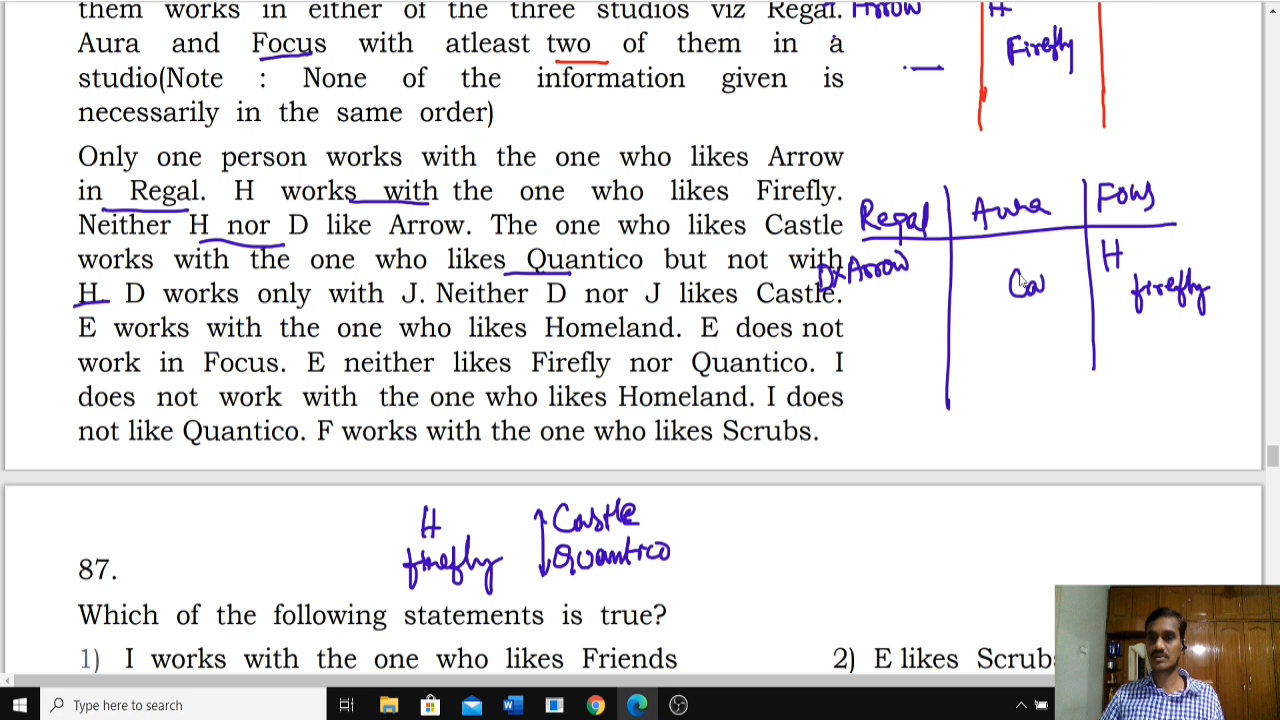 them works in either of the three studios viz Regal. Arrow H
Aura and Focus with atleast two of them in a Firefly
studio(Note : None of the information given is
necessarily in the same order)
Only one person works with the one who likes Arrow
in Regal. H works with the one who likes Firefly.
Regal Aura Focus
Neither H nor D like Arrow. The one who likes Castle
works with the one who likes Quantico but not with
Dx Arrow H
H. D works only with J. Neither D nor J likes Castle.
Ca firefly
E works with the one who likes Homeland. E does not
work in Focus. E neither likes Firefly nor Quantico. I
does not work with the one who likes Homeland. I does
not like Quantico. F works with the one who likes Scrubs.
H Castle
firefly Quantico
87.
Which of the following statements is true?
1) I works with the one who likes Friends 2) E likes Scrub
Type here to search